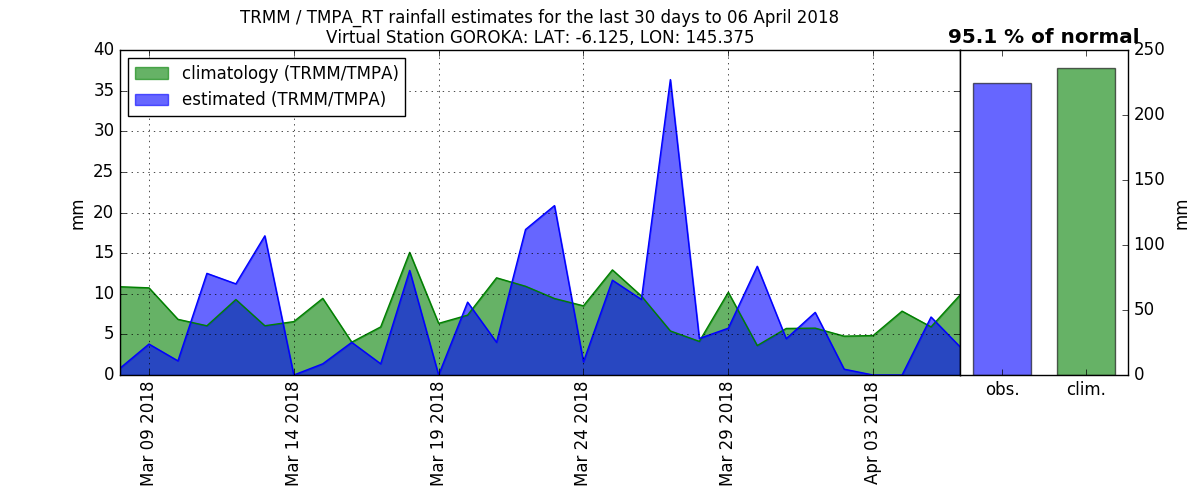 TRMM / TMPA_RT rainfall estimates for the last 30 days to 06 April 2018
Virtual Station GOROKA: LAT: -6.125, LON: 145.375
95.1 % of normal
climatology (TRMM/TMPA)
estimated (TRMM/TMPA)
40
35
30
25
20
15
10
5
0
mm
Mar 09 2018
Mar 14 2018
Mar 19 2018
Mar 24 2018
Mar 29 2018
Apr 03 2018
250
200
150
100
50
0
mm
obs.
clim.